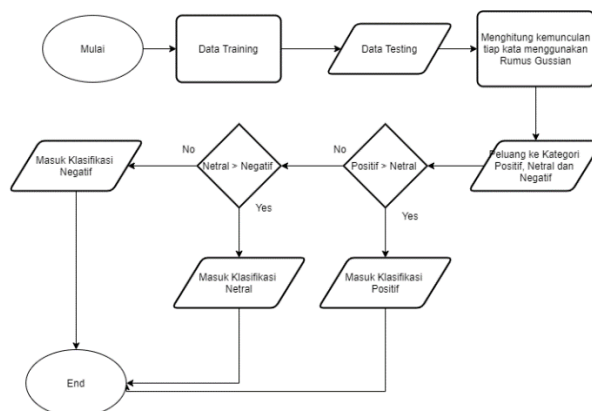 Mulai
Data Training
Data Testing
Menghitung kemunculan
tiap kata menggunakan
Rumus Gussian
Peluang ke Kategori
Positif, Netral dan
Negatif
Positif > Netral
No
Yes
Netral > Negatif
No
Yes
Masuk Klasifikasi
Negatif
Masuk Klasifikasi
Netral
Masuk Klasifikasi
Positif
End